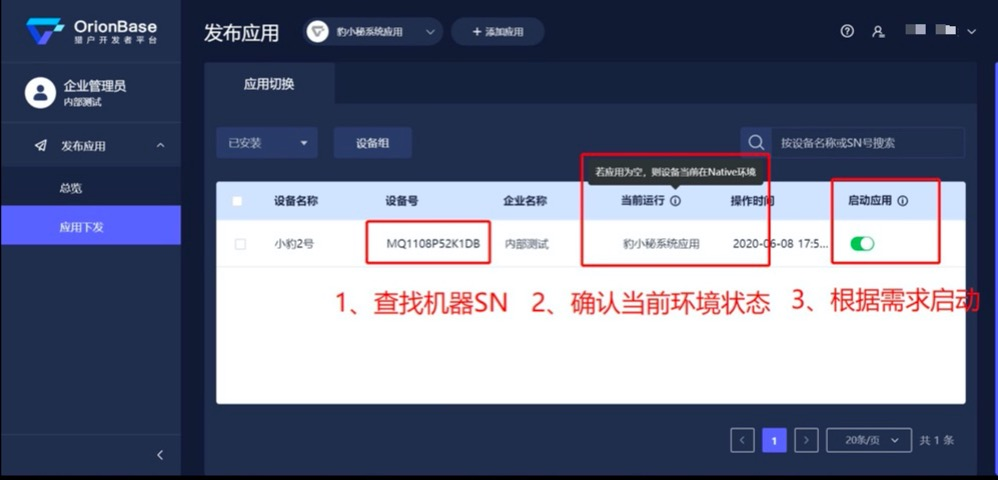 OrionBase
猎户开发者平台
发布应用
豹小秘系统应用
+ 添加应用
企业管理员
内部测试
发布应用
总览
应用下发
应用切换
已安装
设备组
按设备名称或SN号搜索
若应用为空，则设备当前在Native环境
设备名称 设备号 企业名称 当前运行 操作时间 启动应用
小豹2号 MQ1108P52K1DB 内部测试 豹小秘系统应用 2020-06-08 17:5...
1、查找机器SN 2、确认当前环境状态 3、根据需求启动
1 20条/页 共 1 条